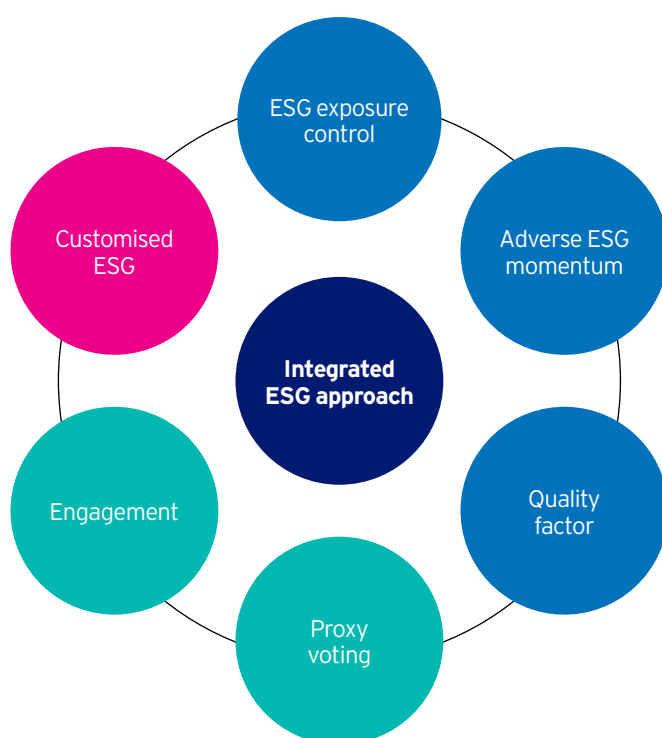 ESG exposure
control
Customised
ESG
Adverse ESG
momentum
Integrated
ESG approach
Engagement
Quality
factor
Proxy
voting